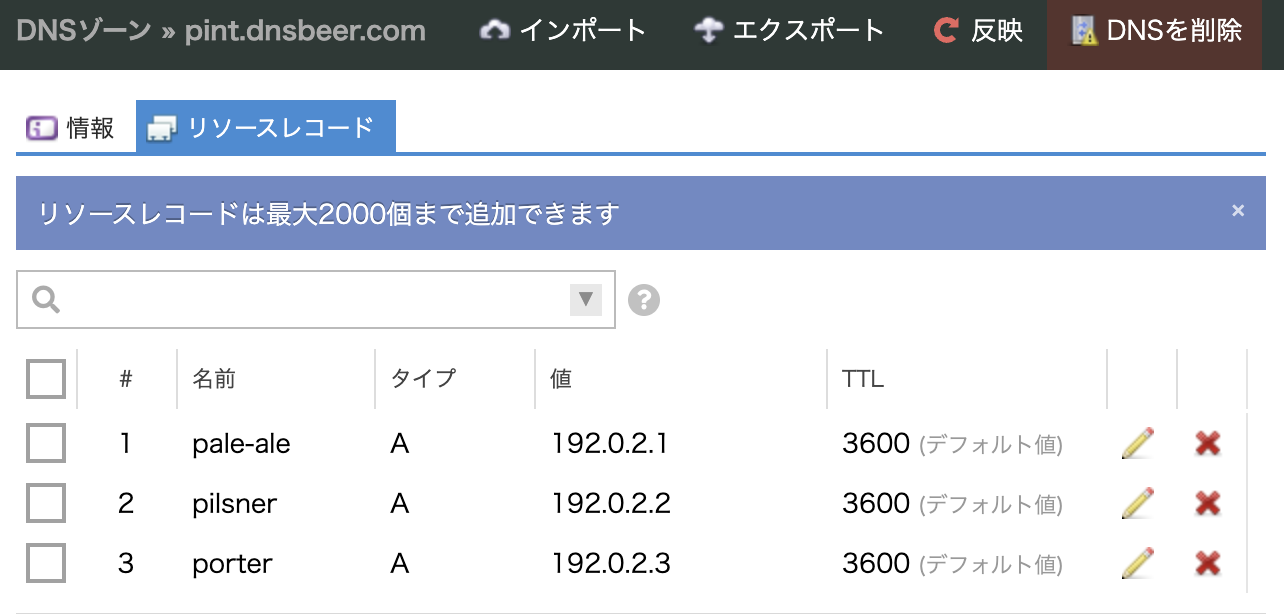 DNSゾーン » pint.dnsbeer.com インポート エクスポート 反映 DNSを削除
情報 リソースレコード
リソースレコードは最大2000個まで追加できます ×
▼ ?
# 名前 タイプ 値 TTL
1 pale-ale A 192.0.2.1 3600 (デフォルト値)
2 pilsner A 192.0.2.2 3600 (デフォルト値)
3 porter A 192.0.2.3 3600 (デフォルト値)